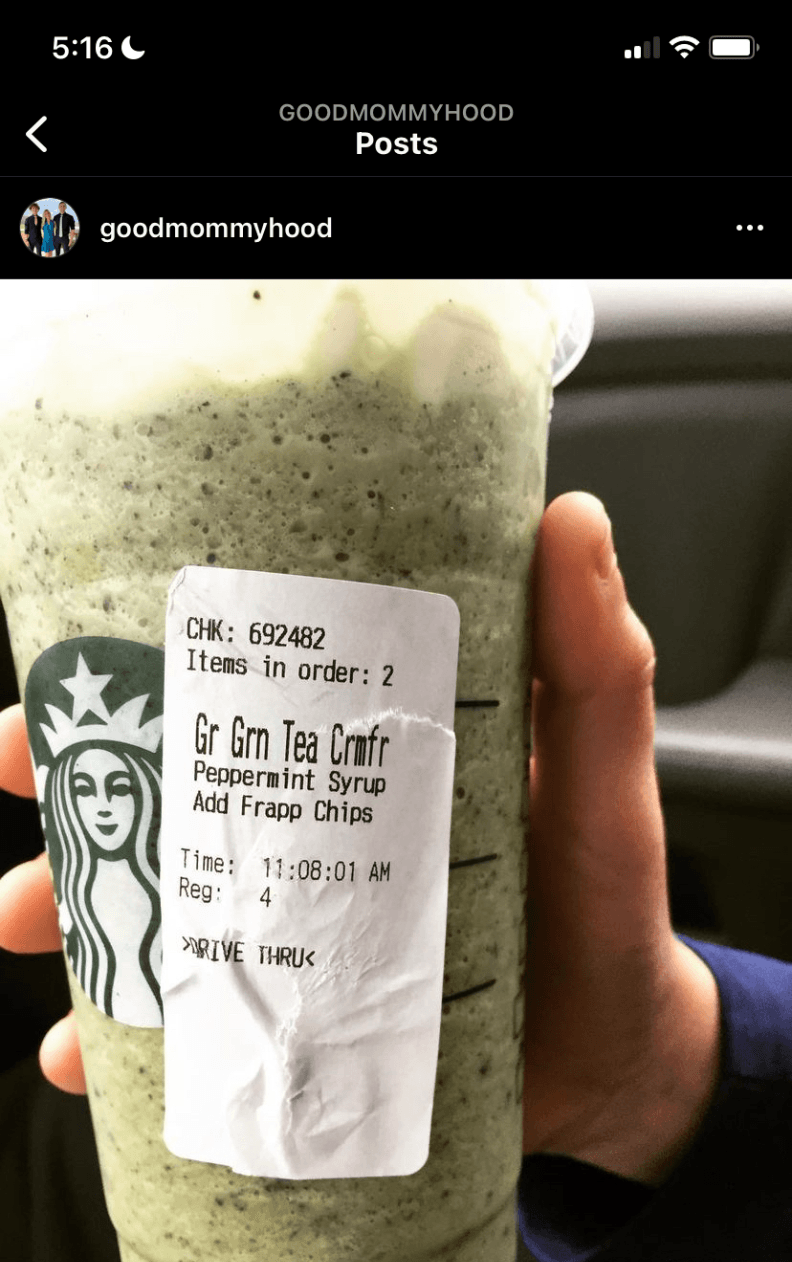 5:16
GOODMOMMYHOOD
Posts
goodmommyhood
CHK: 692482
Items in order: 2
Gr Grn Tea Crmfr
Peppermint Syrup
Add Frapp Chips
Time: 11:08:01 AM
Reg: 4
>DRIVE THRU<